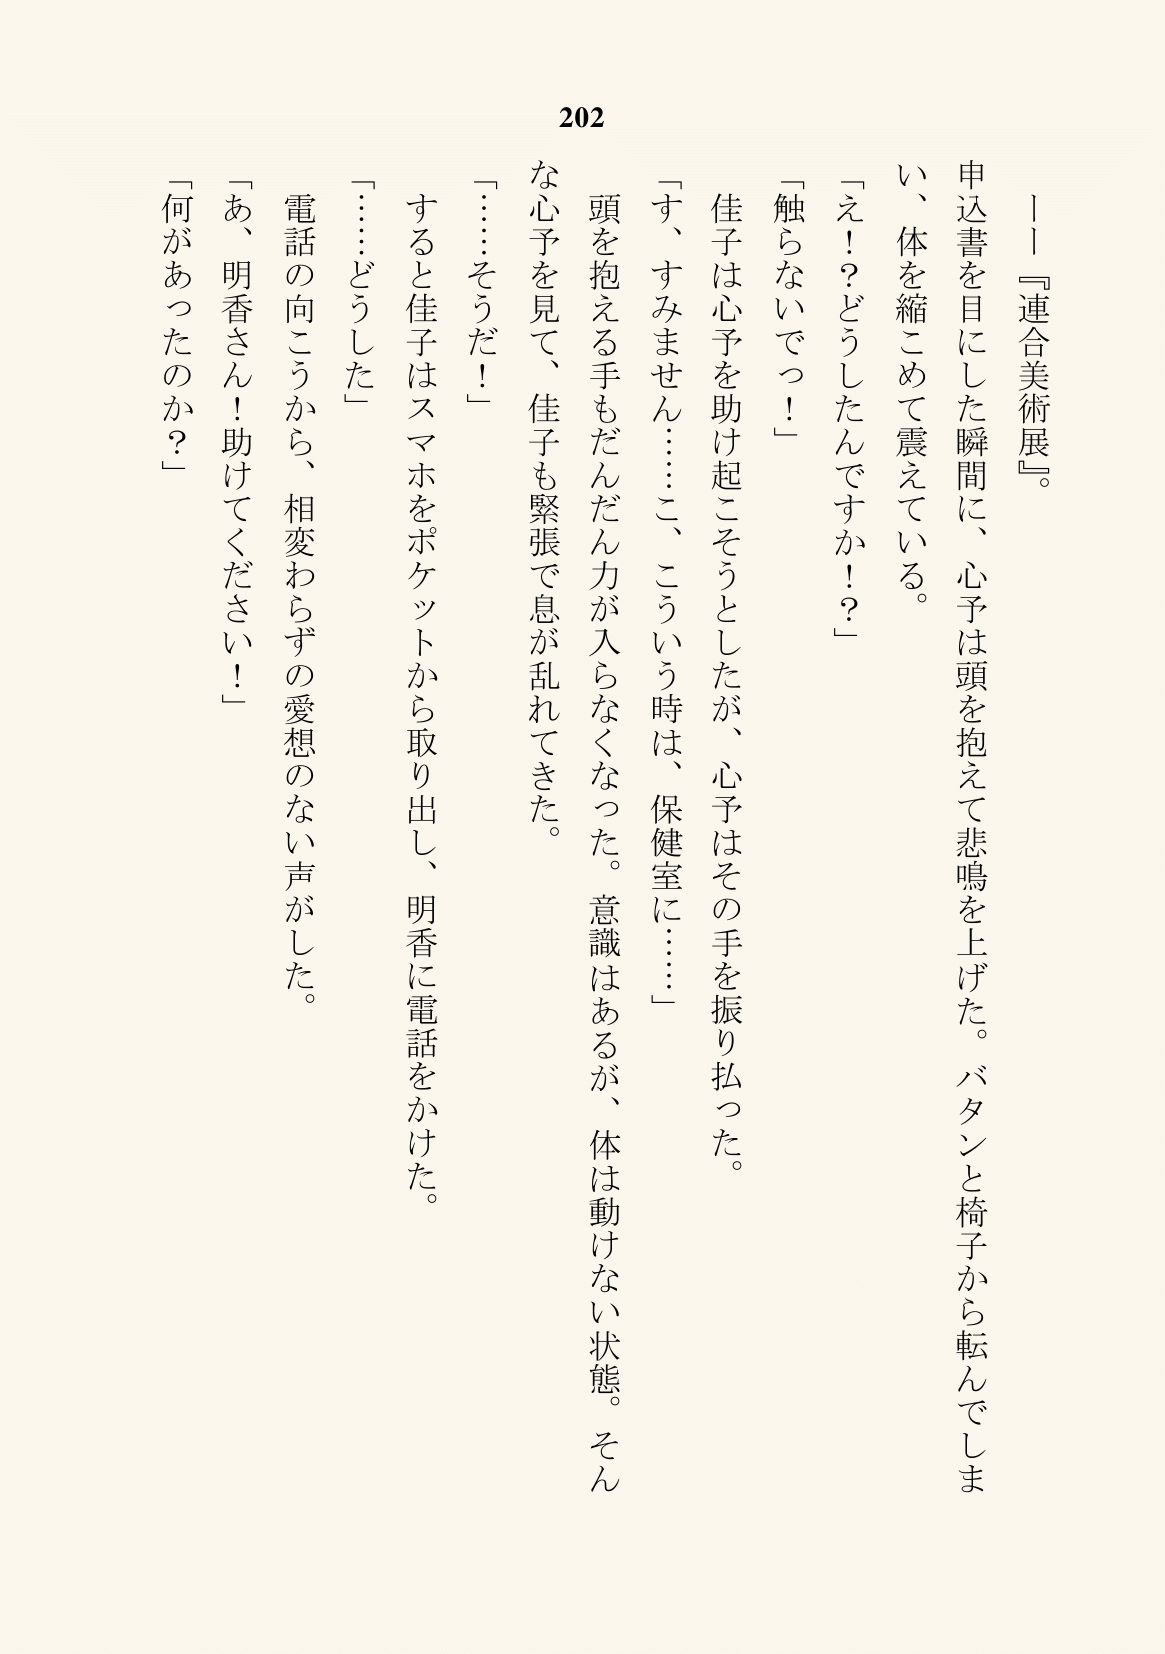 202
ーー『連合美術展』。
申込書を目にした瞬間に、心予は頭を抱えて悲鳴を上げた。バタンと椅子から転んでしま
い、体を縮こめて震えている。
「え！？どうしたんですか！？」
「触らないでっ！」
佳子は心予を助け起こそうとしたが、心予はその手を振り払った。
「す、すみません……こ、こういう時は、保健室に……」
頭を抱える手もだんだん力が入らなくなった。意識はあるが、体は動けない状態。そん
な心予を見て、佳子も緊張で息が乱れてきた。
「……そうだ！」
すると佳子はスマホをポケットから取り出し、明香に電話をかけた。
「……どうした」
電話の向こうから、相変わらずの愛想のない声がした。
「あ、明香さん！助けてください！」
「何があったのか？」